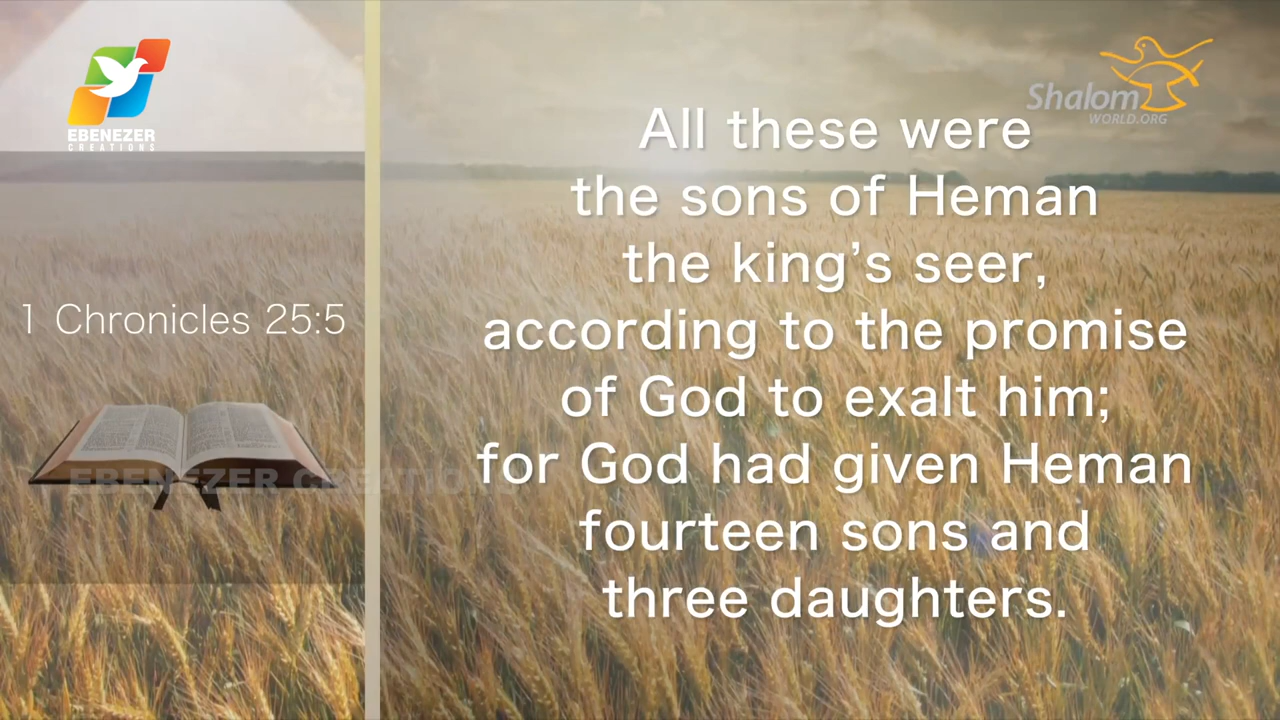 EBENEZER
CREATIONS
Shalom
WORLD.ORG
1 Chronicles 25:5
All these were
the sons of Heman
the king’s seer,
according to the promise
of God to exalt him;
for God had given Heman
fourteen sons and
three daughters.
EBENEZER CREATIONS